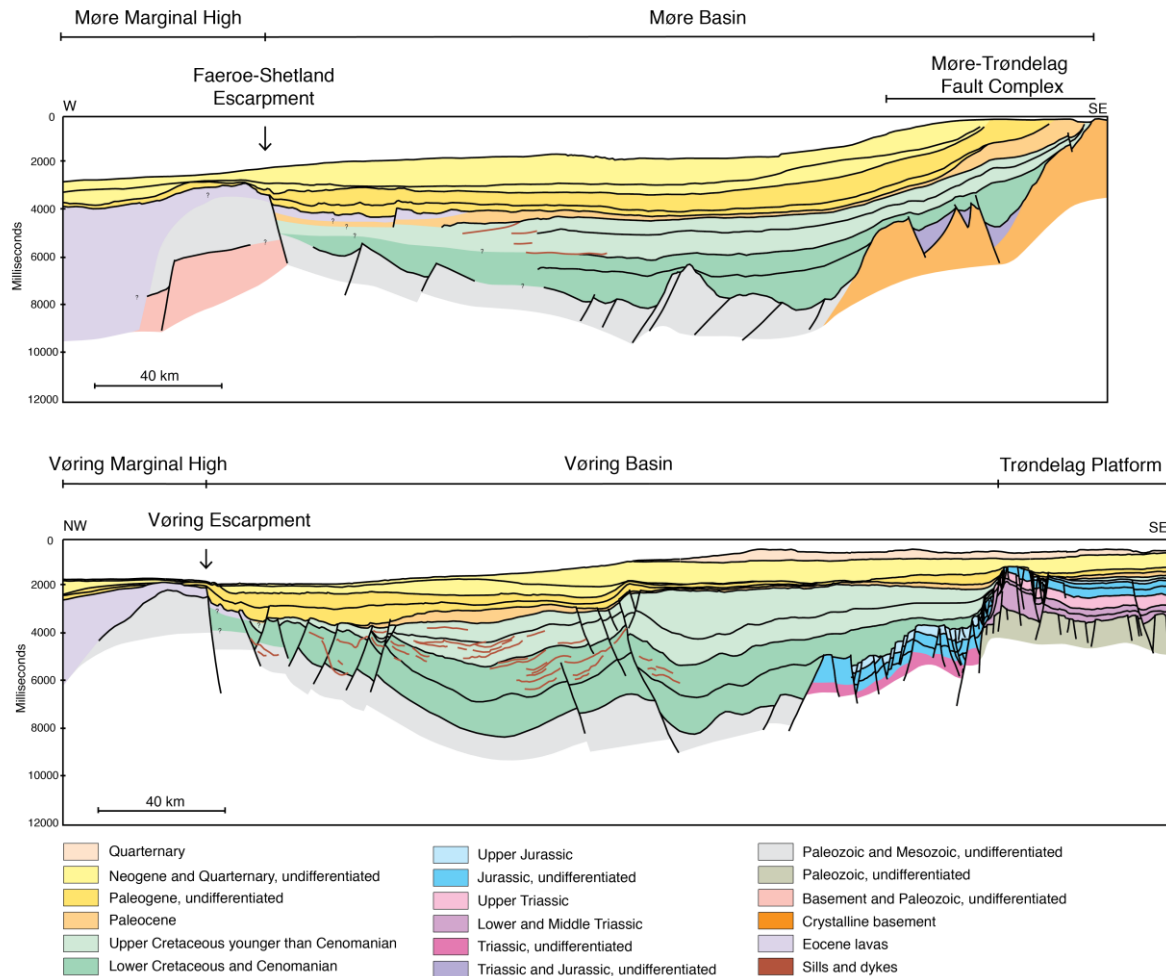 Møre Marginal High
Møre Basin
Faeroe-Shetland
Escarpment
Møre-Trøndelag
Fault Complex
W
SE
0
2000
4000
6000
8000
10000
12000
Milliseconds
?
?
?
?
?
?
?
?
?
40 km
Vøring Marginal High
Vøring Basin
Trøndelag Platform
NW
Vøring Escarpment
SE
0
2000
4000
6000
8000
10000
12000
Milliseconds
?
?
?
40 km
Quarternary
Neogene and Quarternary, undifferentiated
Paleogene, undifferentiated
Paleocene
Upper Cretaceous younger than Cenomanian
Lower Cretaceous and Cenomanian
Upper Jurassic
Jurassic, undifferentiated
Upper Triassic
Lower and Middle Triassic
Triassic, undifferentiated
Triassic and Jurassic, undifferentiated
Paleozoic and Mesozoic, undifferentiated
Paleozoic, undifferentiated
Basement and Paleozoic, undifferentiated
Crystalline basement
Eocene lavas
Sills and dykes